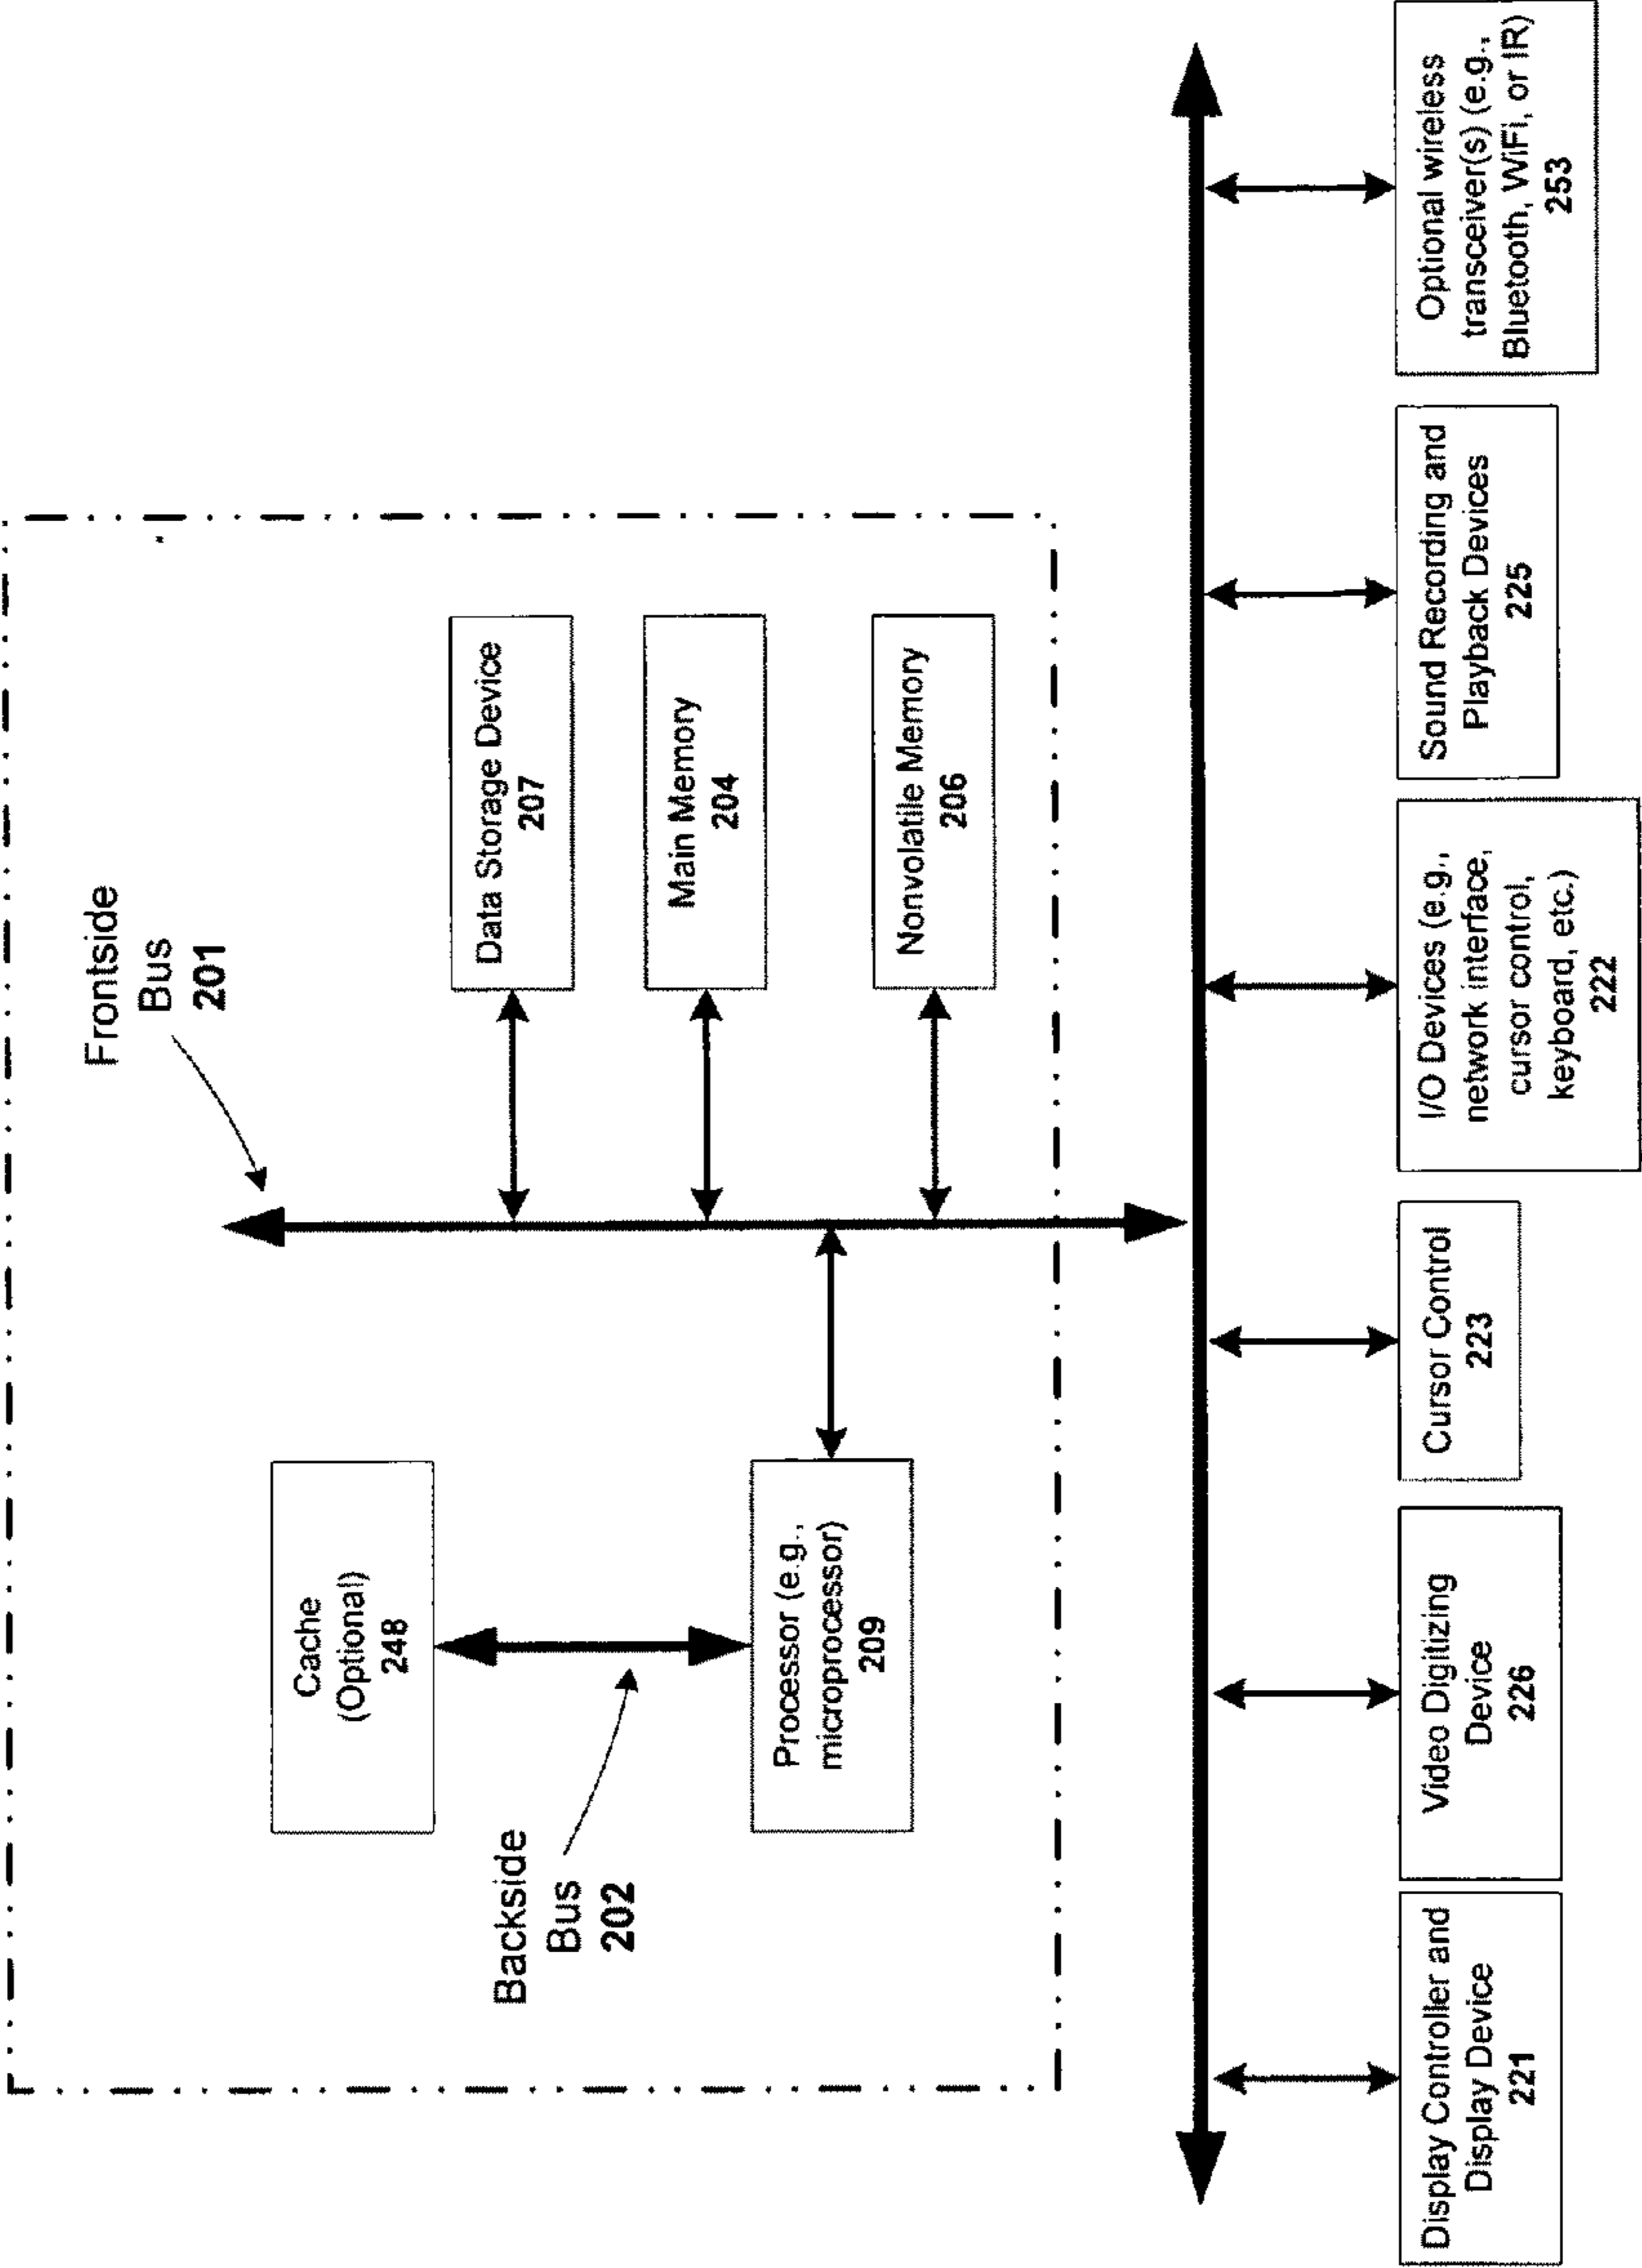 Frontside
Bus
201
Cache
(Optional)
248
Data Storage Device
207
Backside
Bus
202
Main Memory
204
Processor (e.g.,
microprocessor)
209
Nonvolatile Memory
206
Display Controller and
Display Device
221
Video Digitizing
Device
226
Cursor Control
223
I/O Devices (e.g.,
network interface,
cursor control,
keyboard, etc.)
222
Sound Recording and
Playback Devices
225
Optional wireless
transceiver(s) (e.g.,
Bluetooth, WiFi, or IR)
253